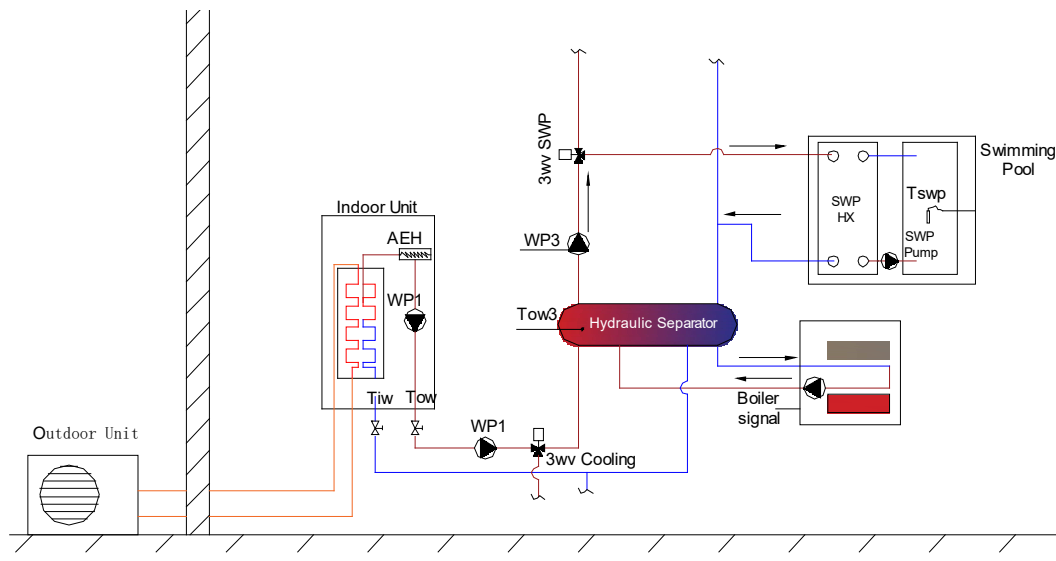 3wv SWP
Swimming
Pool
Tswp
SWP
HX
SWP
Pump
Indoor Unit
AEH
WP3
WP1
Tow3
Hydraulic Separator
Tiw
Tow
Boiler
signal
WP1
3wv Cooling
Outdoor Unit